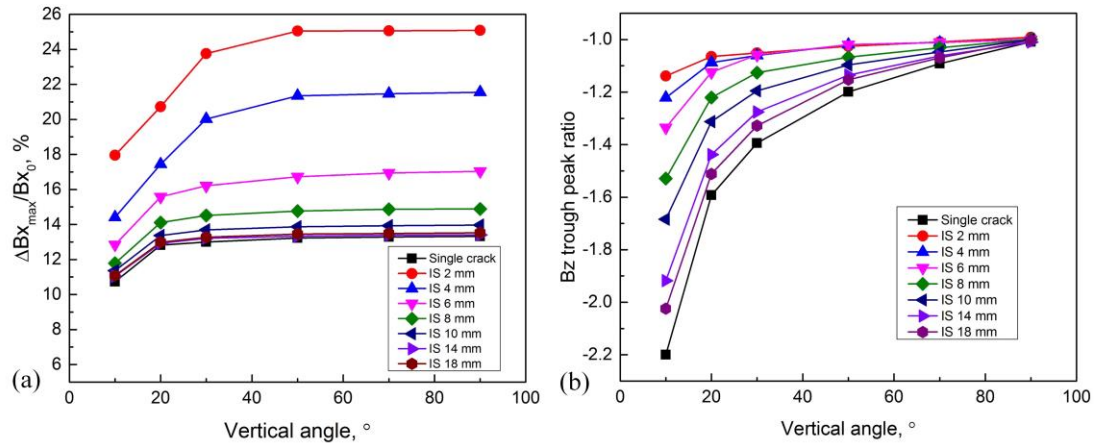 26
24
22
20
18
16
14
12
10
8
6
ΔBx_max/Bx_0, %
Single crack
IS 2 mm
IS 4 mm
IS 6 mm
IS 8 mm
IS 10 mm
IS 14 mm
IS 18 mm
0 20 40 60 80 100
Vertical angle, °
(a)
-1.0
-1.2
-1.4
-1.6
-1.8
-2.0
-2.2
Bz trough peak ratio
Single crack
IS 2 mm
IS 4 mm
IS 6 mm
IS 8 mm
IS 10 mm
IS 14 mm
IS 18 mm
0 20 40 60 80 100
Vertical angle, °
(b)